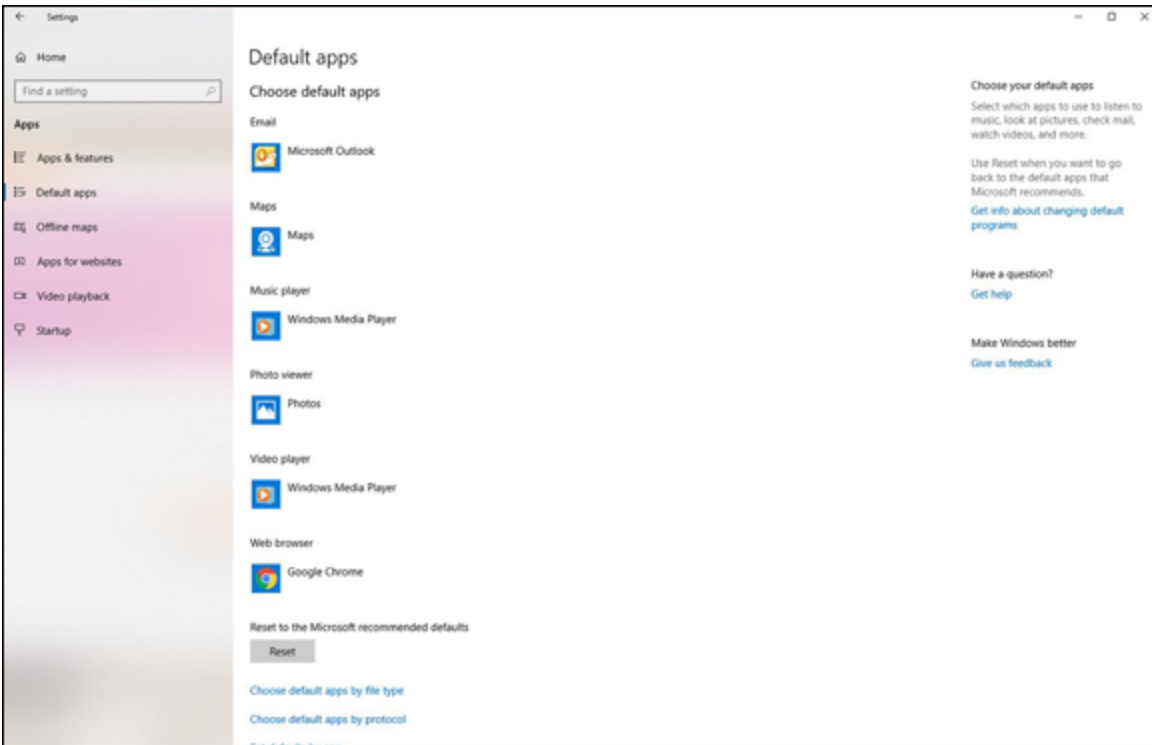 Settings
Home
Find a setting
Apps
Apps & features
Default apps
Offline maps
Apps for websites
Video playback
Startup
Default apps
Choose default apps
Email
Microsoft Outlook
Maps
Maps
Music player
Windows Media Player
Photo viewer
Photos
Video player
Windows Media Player
Web browser
Google Chrome
Reset to the Microsoft recommended defaults
Reset
Choose default apps by file type
Choose default apps by protocol
Choose your default apps
Select which apps to use to listen to
music, look at pictures, check mail,
watch videos, and more.
Use Reset when you want to go
back to the default apps that
Microsoft recommends.
Get info about changing default
programs
Have a question?
Get help
Make Windows better
Give us feedback